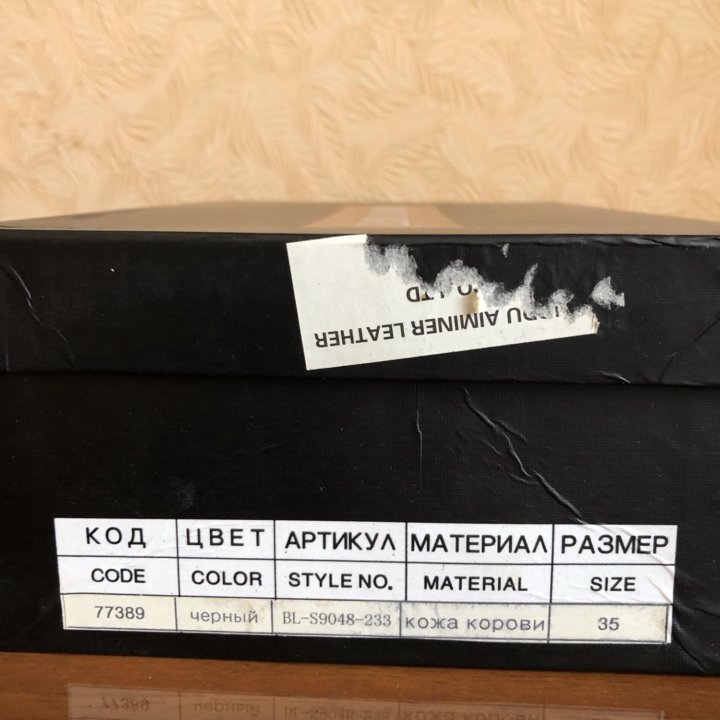 AIMINER LEATHER
LTD
КОД ЦВЕТ АРТИКУЛ МАТЕРИАЛ РАЗМЕР
CODE COLOR STYLE NO. MATERIAL SIZE
77389 черный BL-S9048-233 кожа корови 35